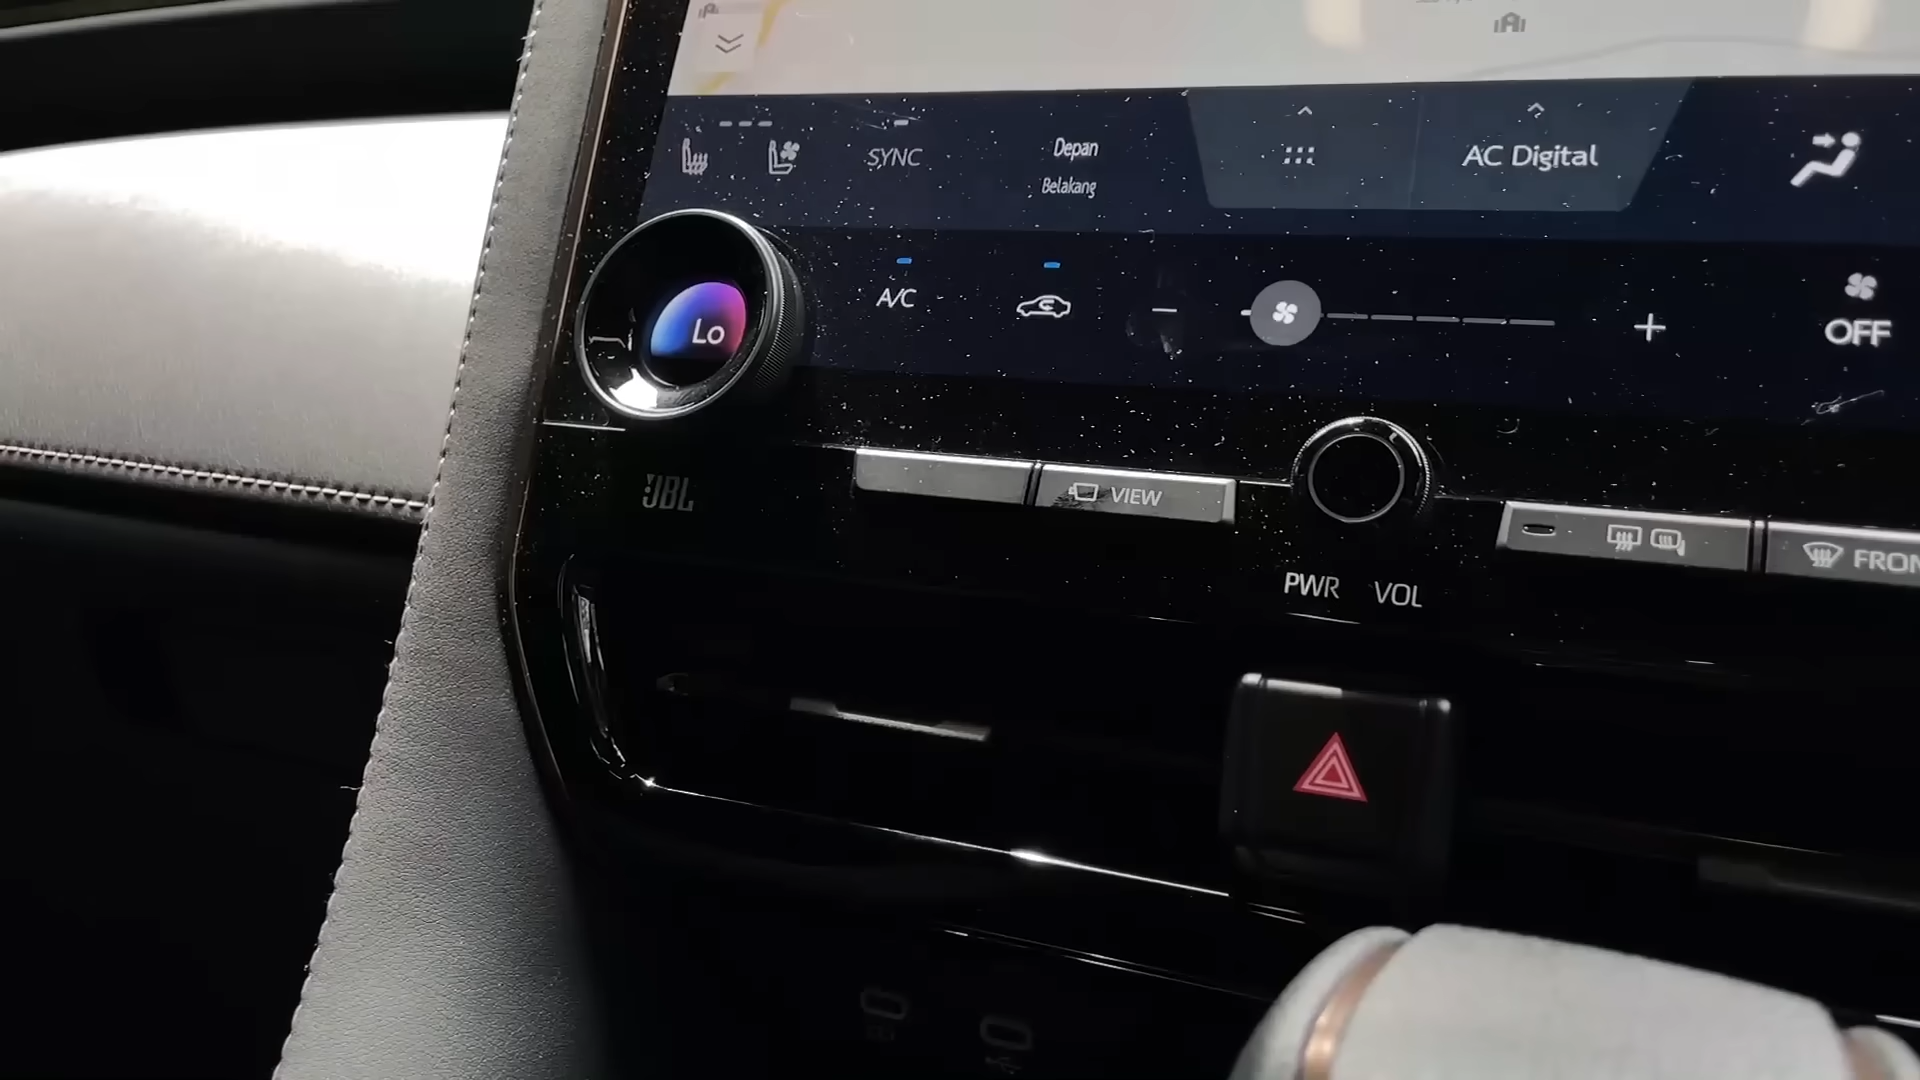 SYNC
Depan
Belakang
AC Digital
Lo
A/C
OFF
JBL
VIEW
PWR VOL
FRON